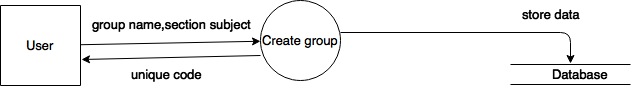 store data
group name,section subject
User
Create group
unique code
Database